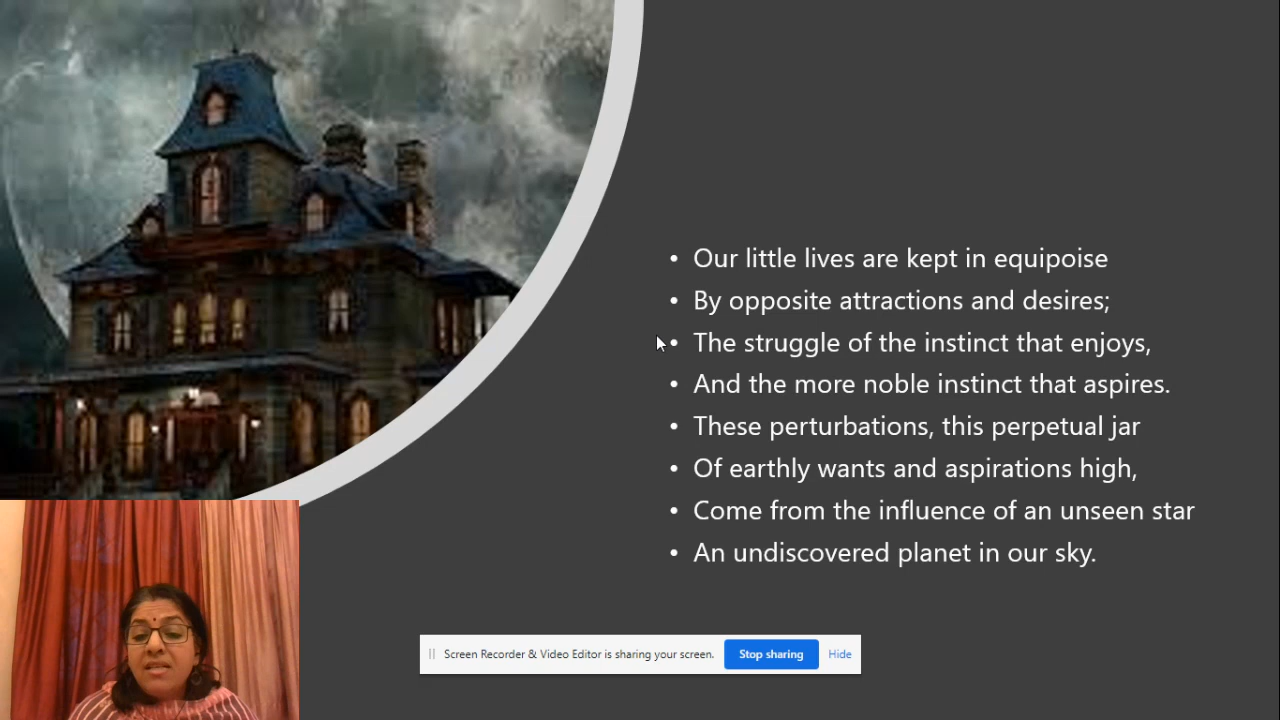 • Our little lives are kept in equipoise
• By opposite attractions and desires;
• The struggle of the instinct that enjoys,
• And the more noble instinct that aspires.
• These perturbations, this perpetual jar
• Of earthly wants and aspirations high,
• Come from the influence of an unseen star
• An undiscovered planet in our sky.
Screen Recorder & Video Editor is sharing your screen. Stop sharing Hide